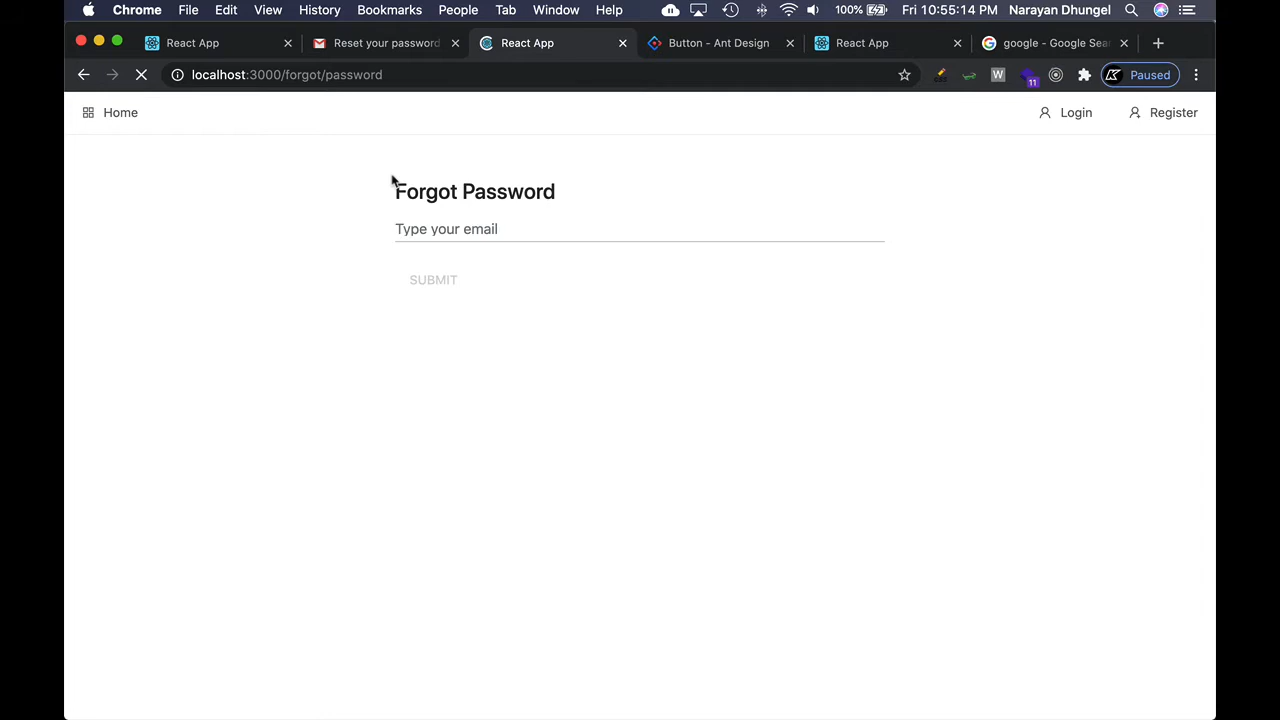 Chrome File Edit View History Bookmarks People Tab Window Help 100% Fri 10:55:14 PM Narayan Dhungel
React App Reset your password React App Button - Ant Design React App google - Google Sea
localhost:3000/forgot/password W 11 Paused
Home Login Register
Forgot Password
Type your email
SUBMIT